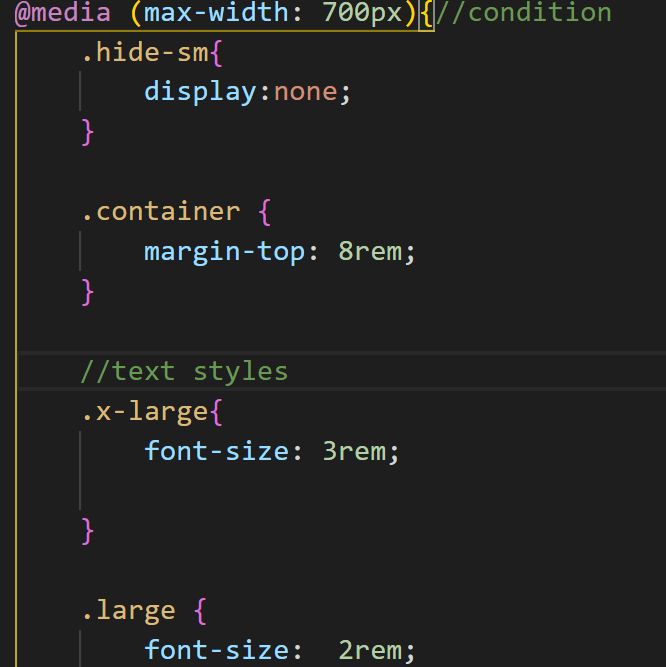 @media (max-width: 700px){//condition
.hide-sm{
display:none;
}
.container {
margin-top: 8rem;
}
//text styles
.x-large{
font-size: 3rem;
}
.large {
font-size:  2rem;